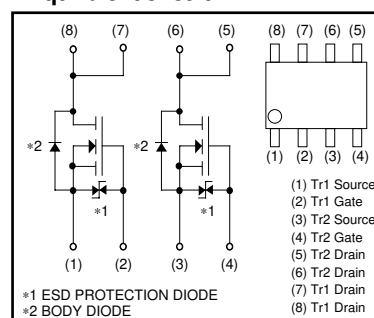 (8) (7) (6) (5)
(8) (7) (6) (5)
∗2 ∗2
∗1 ∗1
(1) (2) (3) (4)
(1) (2) (3) (4)
(1) Tr1 Source
(2) Tr1 Gate
(3) Tr2 Source
(4) Tr2 Gate
(5) Tr2 Drain
(6) Tr2 Drain
(7) Tr1 Drain
(8) Tr1 Drain
∗1 ESD PROTECTION DIODE
∗2 BODY DIODE